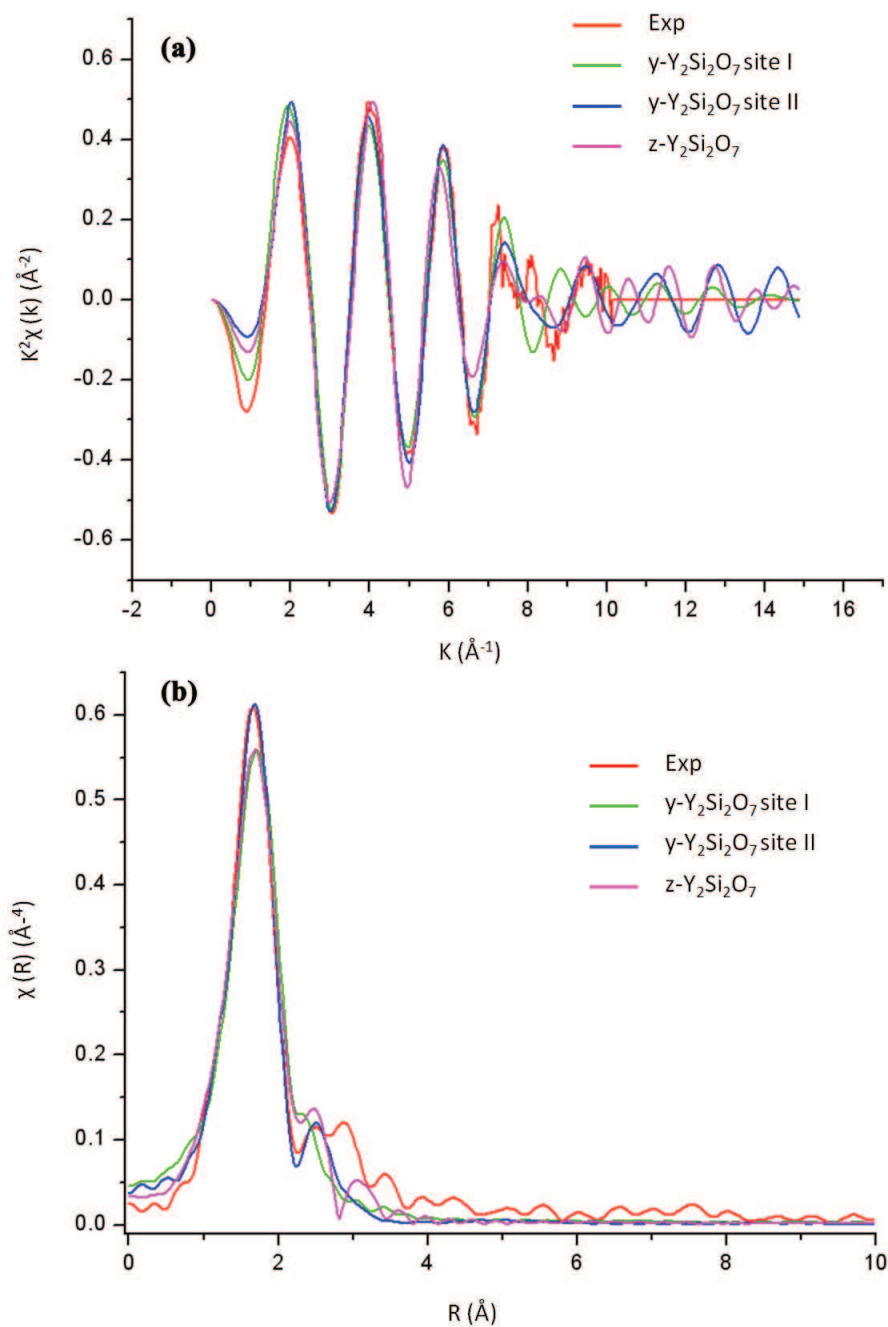 (a)
Exp
y-Y₂Si₂O₇ site I
y-Y₂Si₂O₇ site II
z-Y₂Si₂O₇
0.6
0.4
0.2
0.0
-0.2
-0.4
-0.6
K²χ (k) (Å⁻²)
-2 0 2 4 6 8 10 12 14 16
K (Å⁻¹)
(b)
Exp
y-Y₂Si₂O₇ site I
y-Y₂Si₂O₇ site II
z-Y₂Si₂O₇
0.6
0.5
0.4
0.3
0.2
0.1
0.0
χ (R) (Å-⁴)
0 2 4 6 8 10
R (Å)